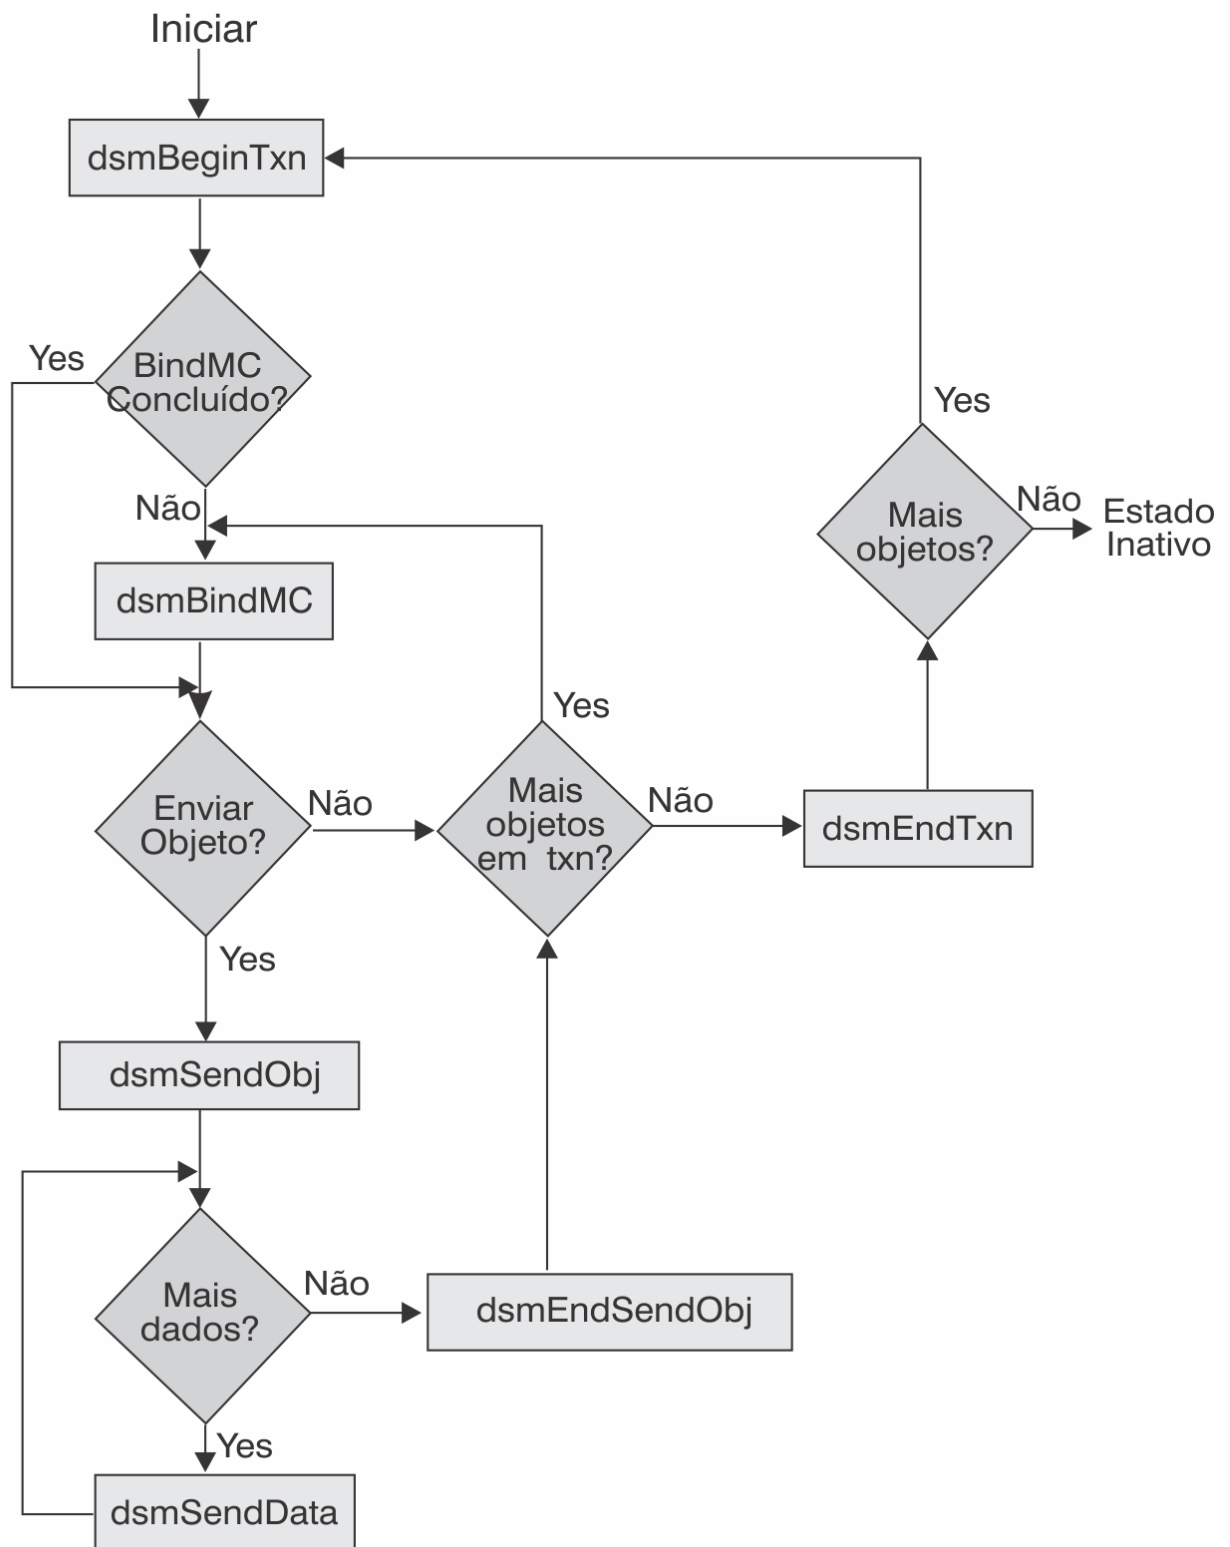 Iniciar
dsmBeginTxn
Yes
BindMC
Concluído?
Não
dsmBindMC
Yes
Mais
objetos?
Não
Estado
Inativo
Enviar
Objeto?
Não
Yes
Mais
objetos
em txn?
Não
dsmEndTxn
Yes
dsmSendObj
Mais
dados?
Não
dsmEndSendObj
Yes
dsmSendData